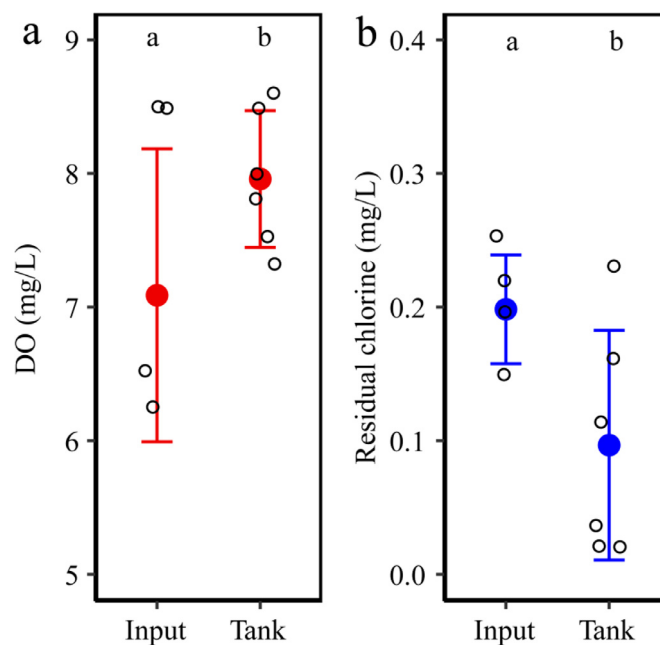 a
9
8
7
6
5
DO (mg/L)
a
b
Input
Tank
b
0.4
0.3
0.2
0.1
0.0
Residual chlorine (mg/L)
a
b
Input
Tank